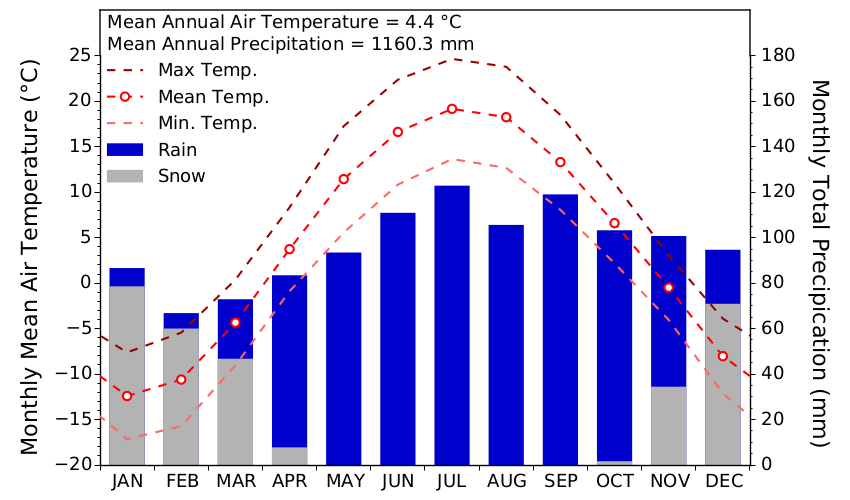 Mean Annual Air Temperature = 4.4 °C
Mean Annual Precipitation = 1160.3 mm
Max Temp.
Mean Temp.
Min. Temp.
Rain
Snow
Monthly Mean Air Temperature (°C)
25
20
15
10
5
0
−5
−10
−15
−20
180
160
140
120
100
80
60
40
20
0
Monthly Total Precipication (mm)
JAN FEB MAR APR MAY JUN JUL AUG SEP OCT NOV DEC